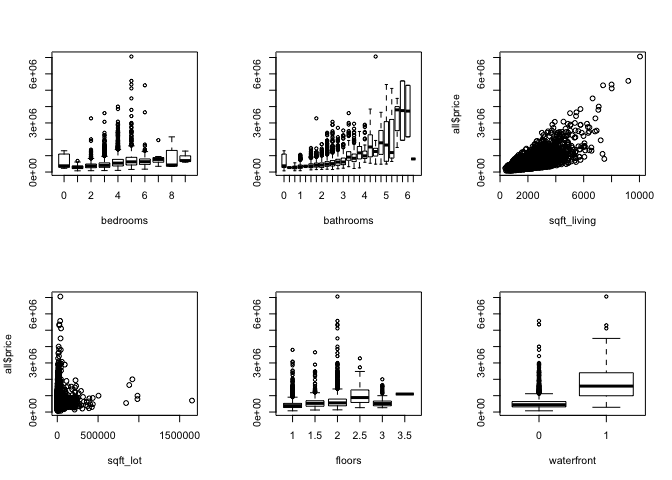 0e+00 3e+06 6e+06
0 2 4 6 8
bedrooms
0e+00 3e+06 6e+06
0 1 2 3 4 5 6
bathrooms
all$price
0e+00 3e+06 6e+06
0 2000 4000 6000 10000
sqft_living
all$price
0e+00 3e+06 6e+06
0 500000 1500000
sqft_lot
0e+00 3e+06 6e+06
1 1.5 2 2.5 3 3.5
floors
0e+00 3e+06 6e+06
0 1
waterfront